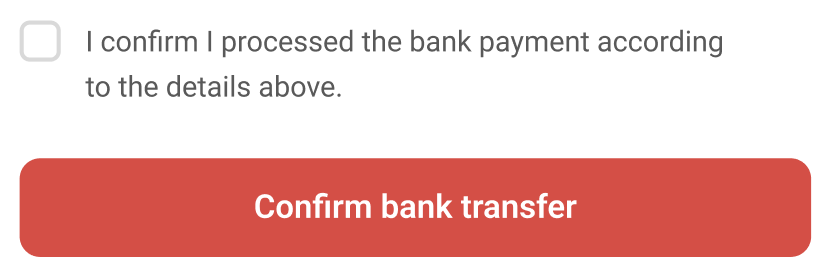 I confirm I processed the bank payment according
to the details above.
Confirm bank transfer